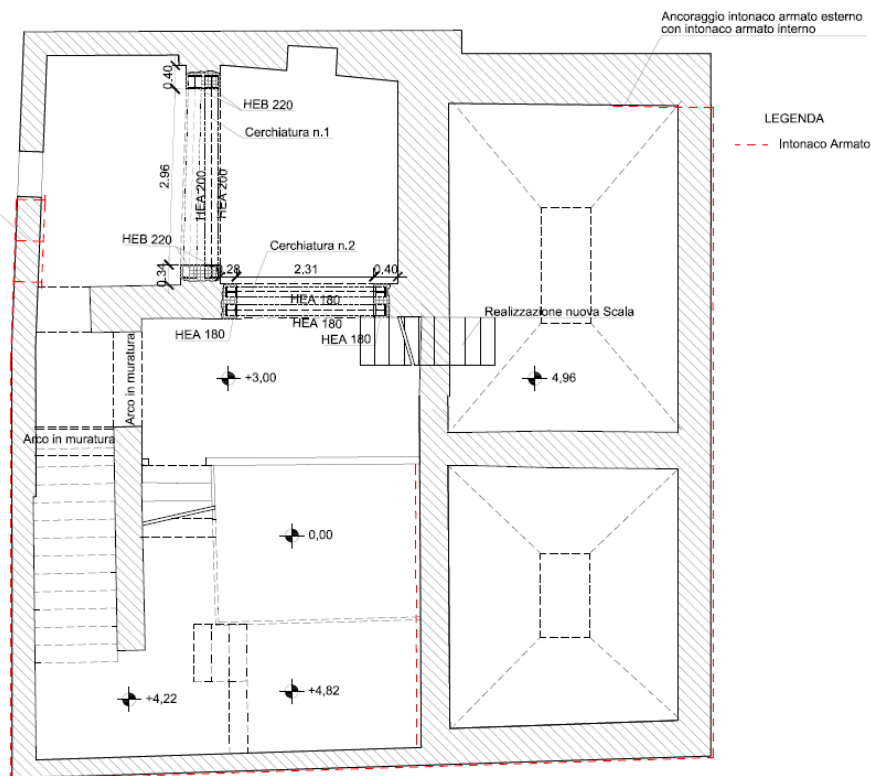 Ancoraggio intonaco armato esterno
con intonaco armato interno
LEGENDA
Intonaco Armato
0.40
HEB 220
Cerchiatura n.1
2.96
HEA 200
HEA 200
HEB 220
0.34
Cerchiatura n.2
.28
2.31
0.40
HEA 180
HEA 180
HEA 180
HEA 180
Realizzazione nuova Scala
Arco in muratura
+3,00
4,96
Arco in muratura
0,00
+4,22
+4,82